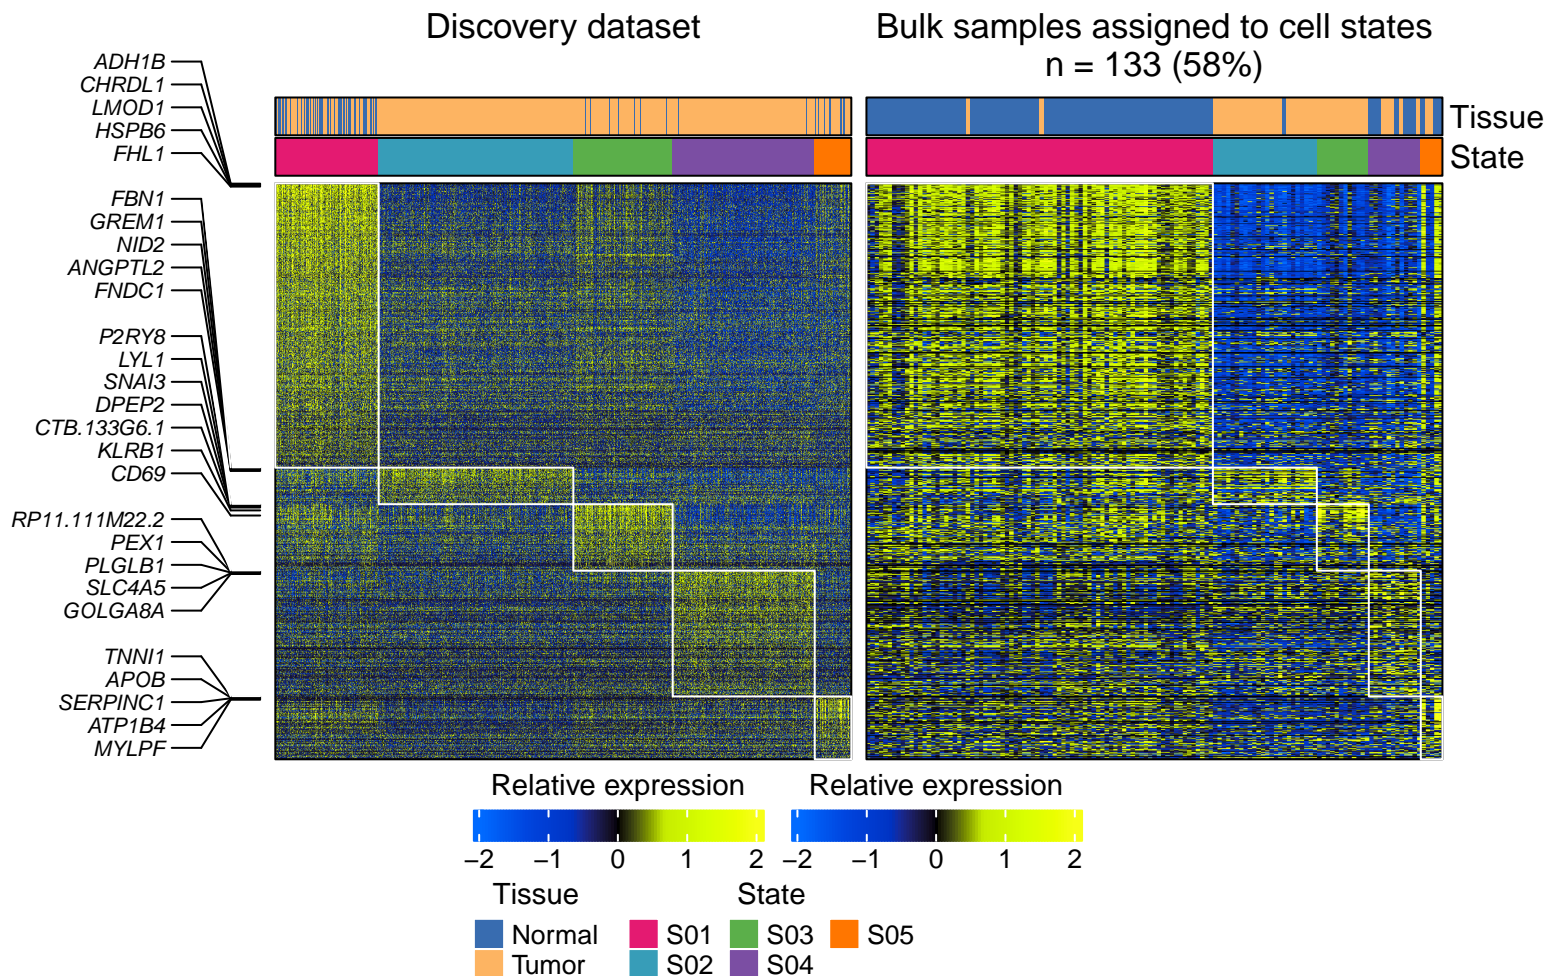 Discovery dataset
Bulk samples assigned to cell states
n = 133 (58%)
Tissue
State
ADH1B
CHRDL1
LMOD1
HSPB6
FHL1
FBN1
GREM1
NID2
ANGPTL2
FNDC1
P2RY8
LYL1
SNAI3
DPEP2
CTB.133G6.1
KLRB1
CD69
RP11.111M22.2
PEX1
PLGLB1
SLC4A5
GOLGA8A
TNNI1
APOB
SERPINC1
ATP1B4
MYLPF
Relative expression
−2 −1 0 1 2
Relative expression
−2 −1 0 1 2
Tissue
Normal
Tumor
State
S01 S03 S05
S02 S04